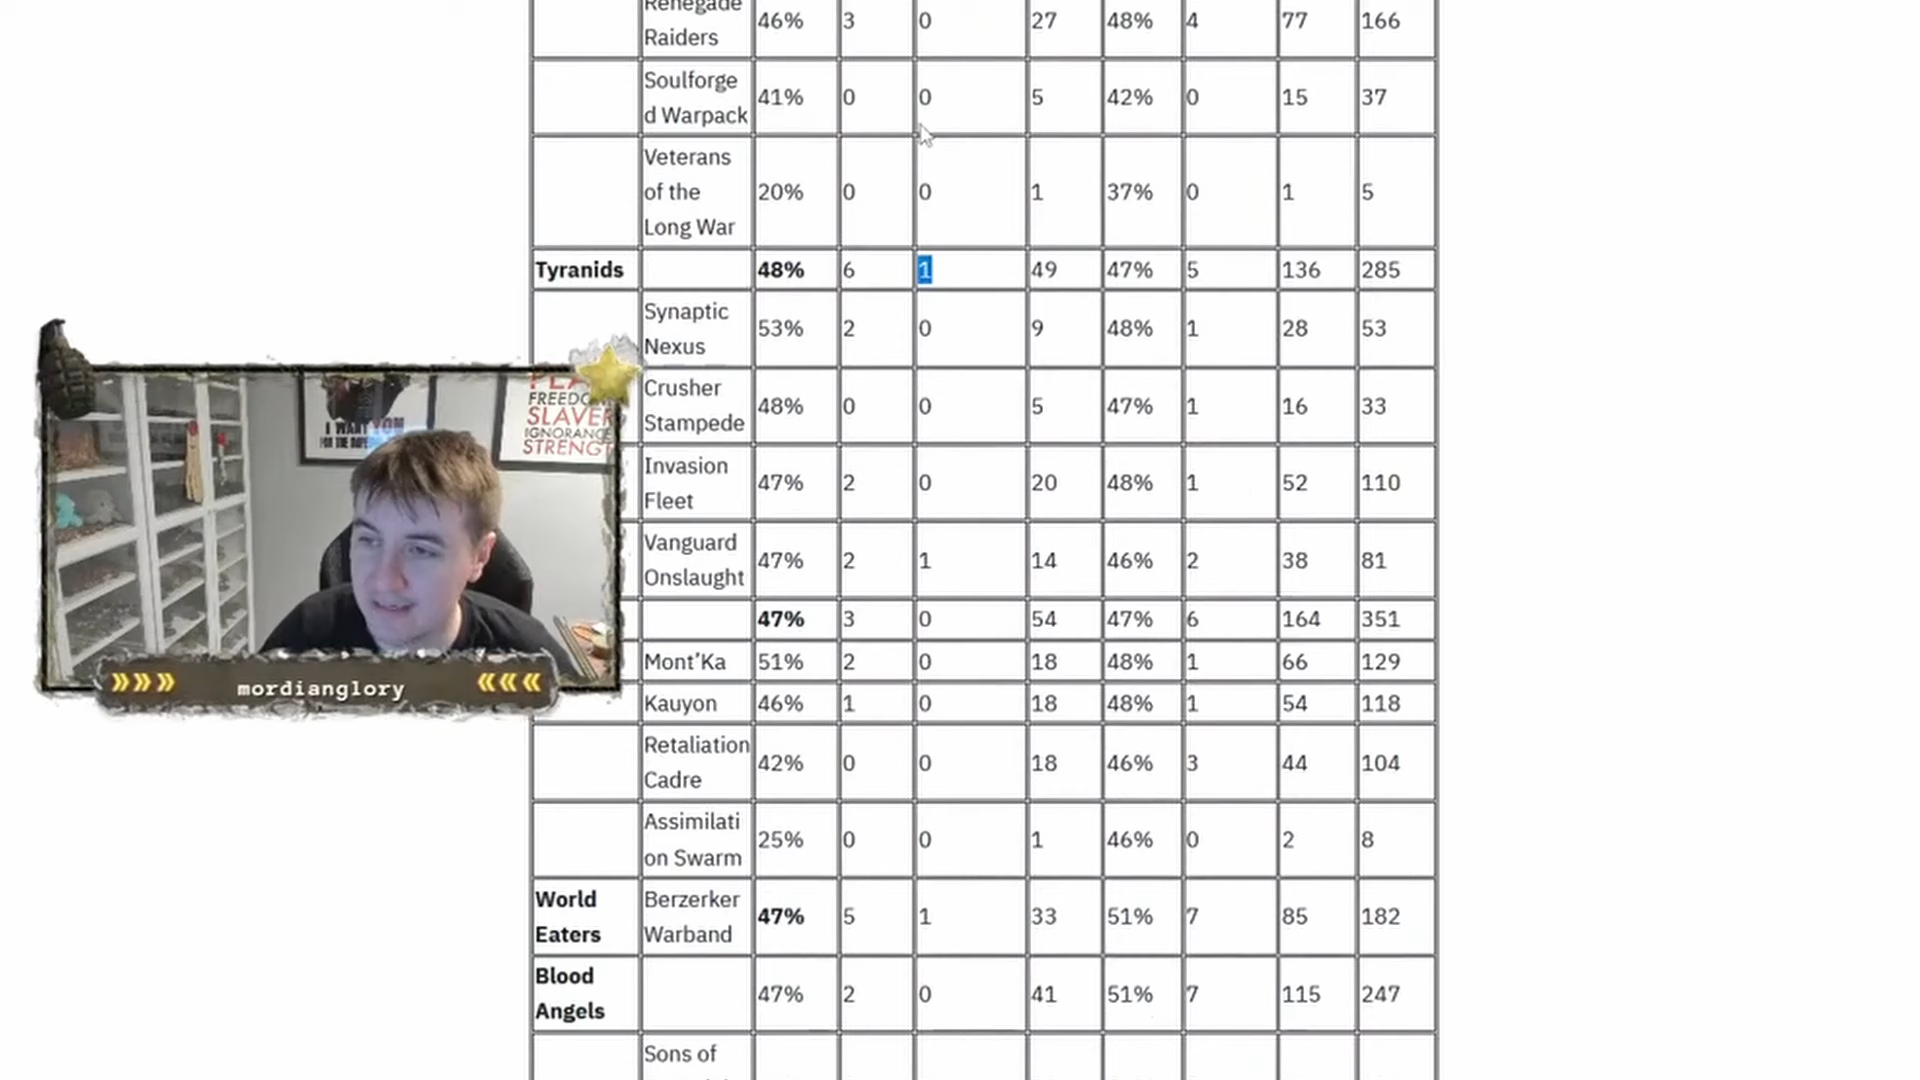 Renegade
Raiders 46% 3 0 27 48% 4 77 166
Soulforge
d Warpack 41% 0 0 5 42% 0 15 37
Veterans
of the
Long War 20% 0 0 1 37% 0 1 5
Tyranids 48% 6 1 49 47% 5 136 285
Synaptic
Nexus 53% 2 0 9 48% 1 28 53
Crusher
Stampede 48% 0 0 5 47% 1 16 33
Invasion
Fleet 47% 2 0 20 48% 1 52 110
Vanguard
Onslaught 47% 2 1 14 46% 2 38 81
47% 3 0 54 47% 6 164 351
Mont'Ka 51% 2 0 18 48% 1 66 129
Kauyon 46% 1 0 18 48% 1 54 118
Retaliation
Cadre 42% 0 0 18 46% 3 44 104
Assimilati
on Swarm 25% 0 0 1 46% 0 2 8
World
Eaters
Berzerker
Warband 47% 5 1 33 51% 7 85 182
Blood
Angels 47% 2 0 41 51% 7 115 247
Sons of
I WANT YOU
FREEDOM
SLAVER
IGNORANCE
STRENGT
mordianglory